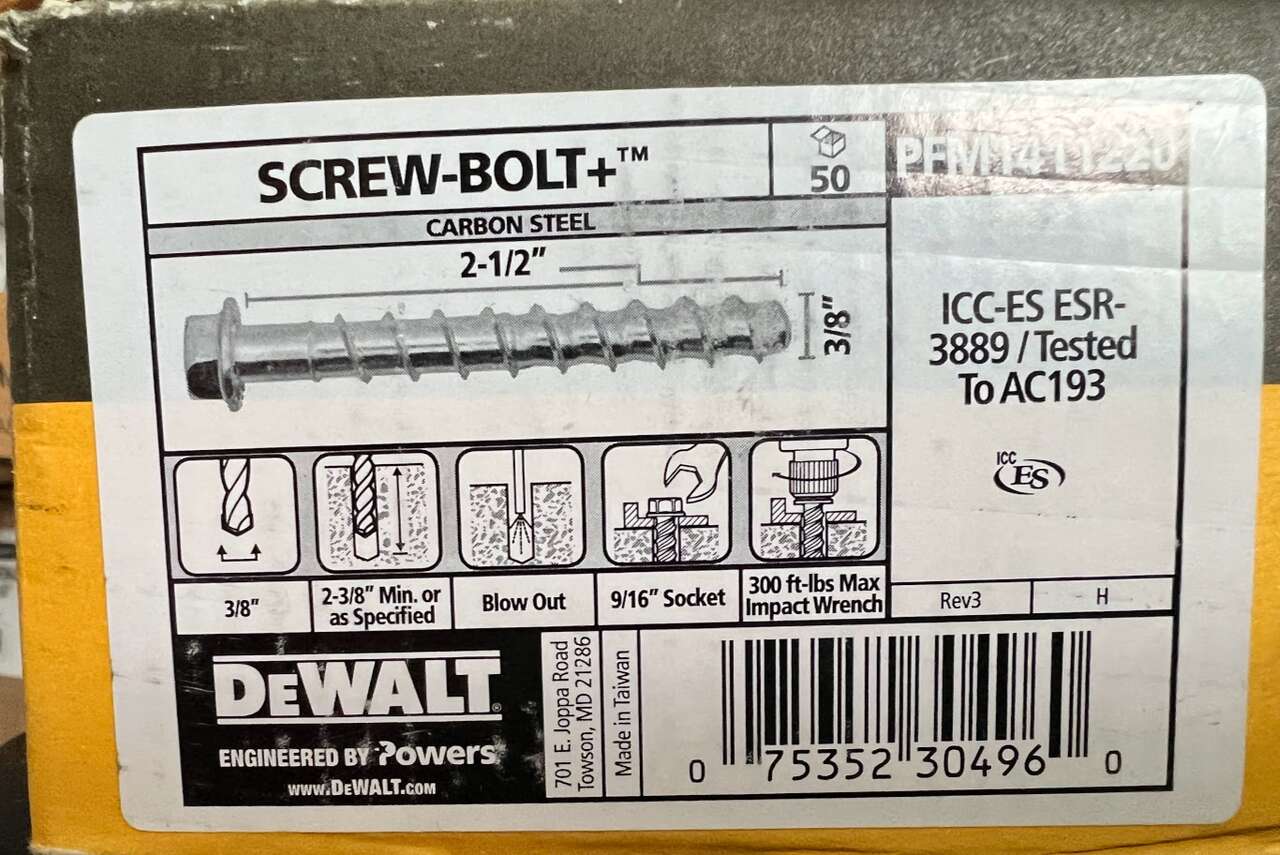 SCREW-BOLT+™
50
PFM1411220
CARBON STEEL
2-1/2"
3/8"
ICC-ES ESR-
3889 / Tested
To AC193
ICC
ES
3/8"
2-3/8" Min. or
as Specified
Blow Out
9/16" Socket
300 ft-lbs Max
Impact Wrench
Rev3
H
DEWALT®
ENGINEERED BY Powers
www.DEWALT.com
701 E. Joppa Road
Towson, MD 21286
Made in Taiwan
0 75352 30496 0